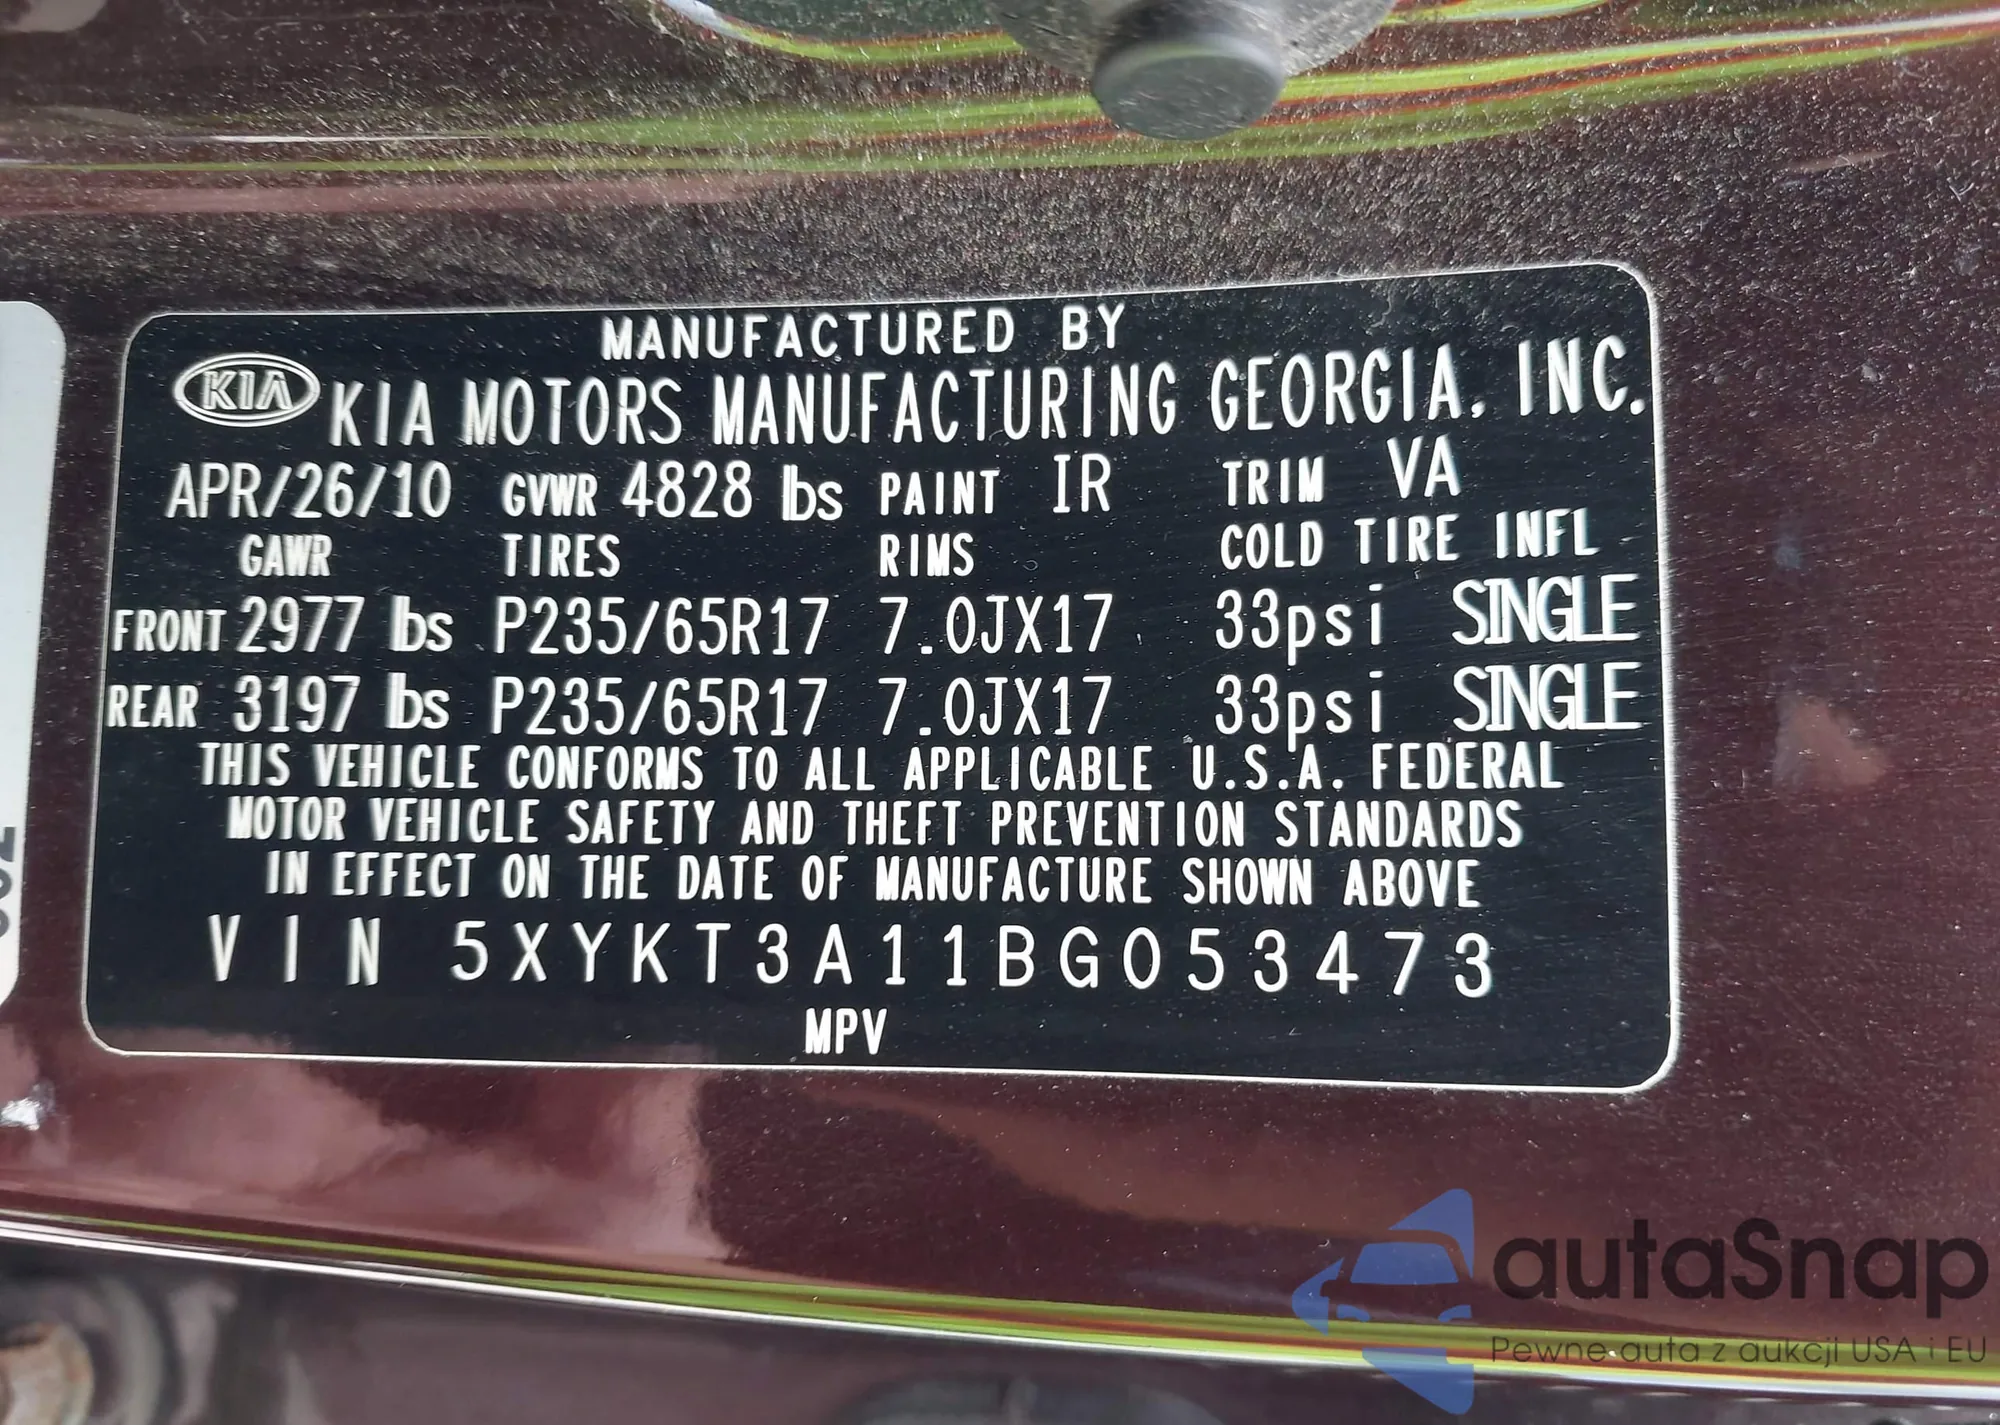 MANUFACTURED BY
KIA KIA MOTORS MANUFACTURING GEORGIA, INC.
APR/26/10 GVWR 4828 lbs PAINT IR TRIM VA
GAWR TIRES RIMS COLD TIRE INFL
FRONT 2977 lbs P235/65R17 7.0JX17 33psi SINGLE
REAR 3197 lbs P235/65R17 7.0JX17 33psi SINGLE
THIS VEHICLE CONFORMS TO ALL APPLICABLE U.S.A. FEDERAL
MOTOR VEHICLE SAFETY AND THEFT PREVENTION STANDARDS
IN EFFECT ON THE DATE OF MANUFACTURE SHOWN ABOVE
VIN 5XYKT3A11BG053473
MPV
autaSnap
Pewne auta z aukcji USA i EU